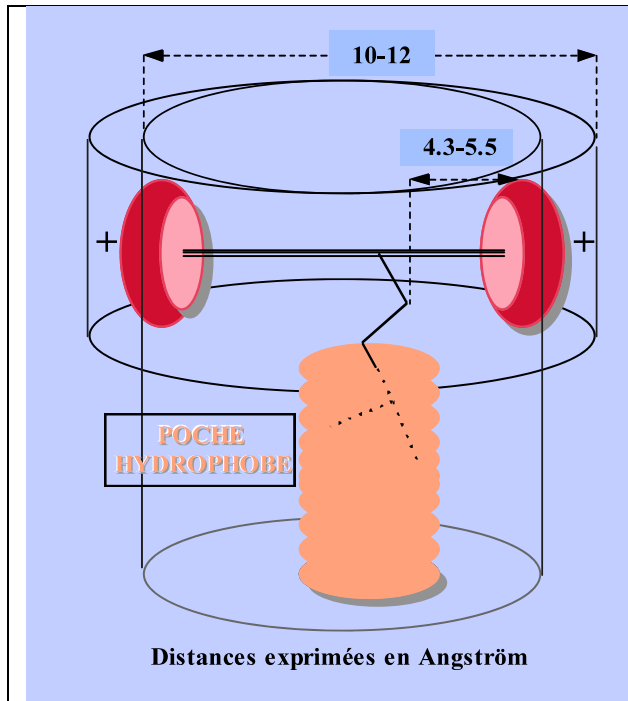 10-12
4.3-5.5
+ +
POCHE
HYDROPHOBE
Distances exprimées en Angström